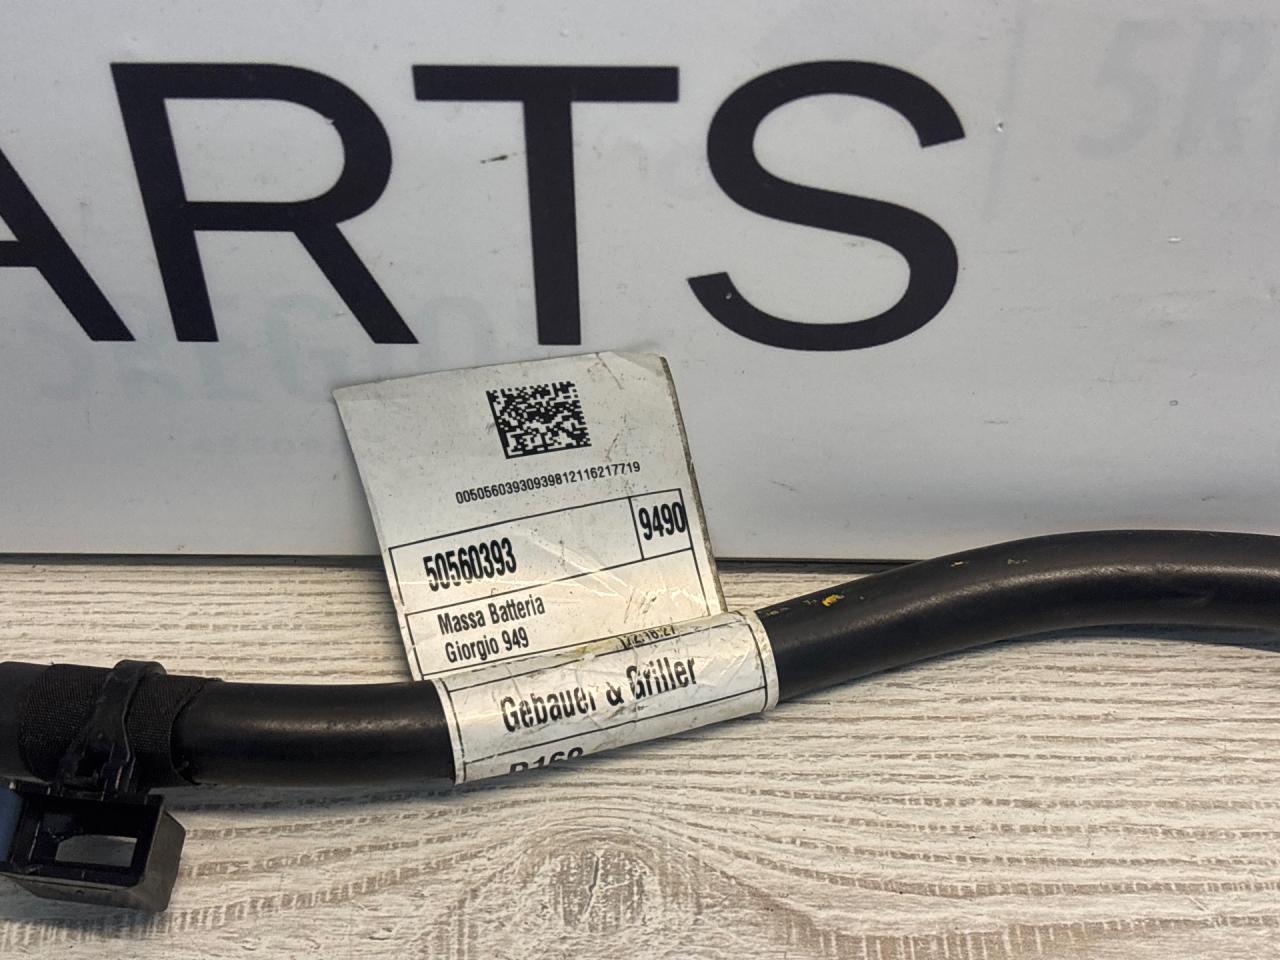 ARTS
00505603930939812116217719
50560393
9490
Massa Batteria
Giorgio 949
Gebauer & Griller